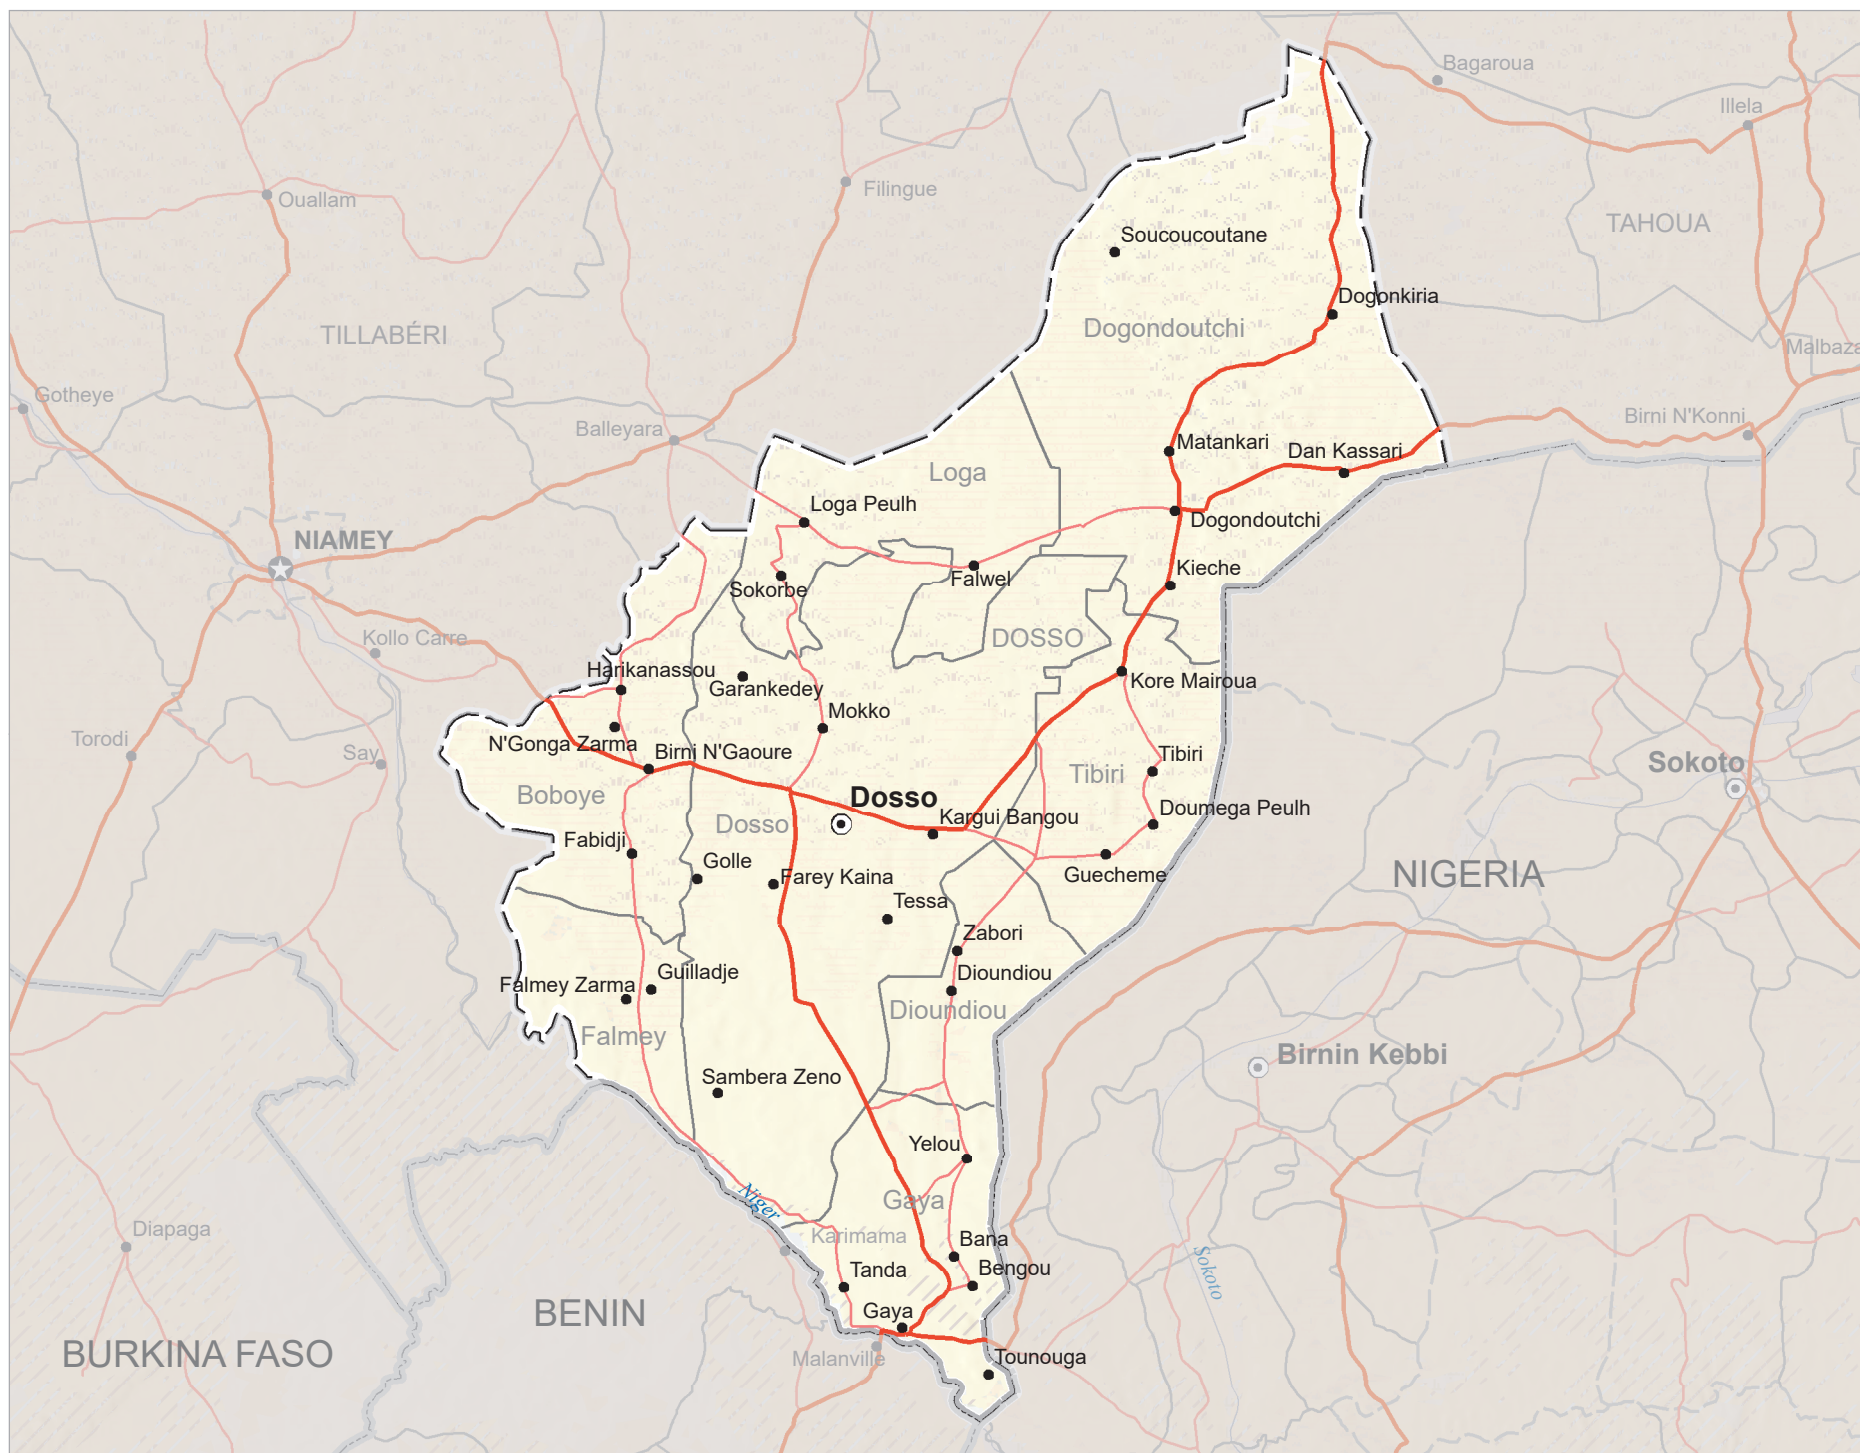 Bagaroua
Illela
Filingue
Ouallam
TAHOUA
Soucoucoutane
Dogonkiria
Dogondoutchi
TILLABÉRI
Malbaza
Gotheye
Birni N'Konni
Balleyara
Matankari
Dan Kassari
Loga
Loga Peulh
Dogondoutchi
NIAMEY
Kieche
Falwel
Sokorbe
Kollo Carre
DOSSO
Harikanassou
Kore Mairoua
Garankedey
Mokko
Torodi
N'Gonga Zarma
Say
Birni N'Gaoure
Tibiri
Sokoto
Tibiri
Boboye
Dosso
Doumega Peulh
Kargui Bangou
Dosso
Fabidji
Golle
Guecheme
NIGERIA
Farey Kaina
Tessa
Zabori
Guilladje
Dioundiou
Falmey Zarma
Dioundiou
Falmey
Birnin Kebbi
Sambera Zeno
Yelou
Niger
Gaya
Diapaga
Karimama
Bana
Bengou
Sokoto
Tanda
BENIN
Gaya
BURKINA FASO
Malanville
Tounouga